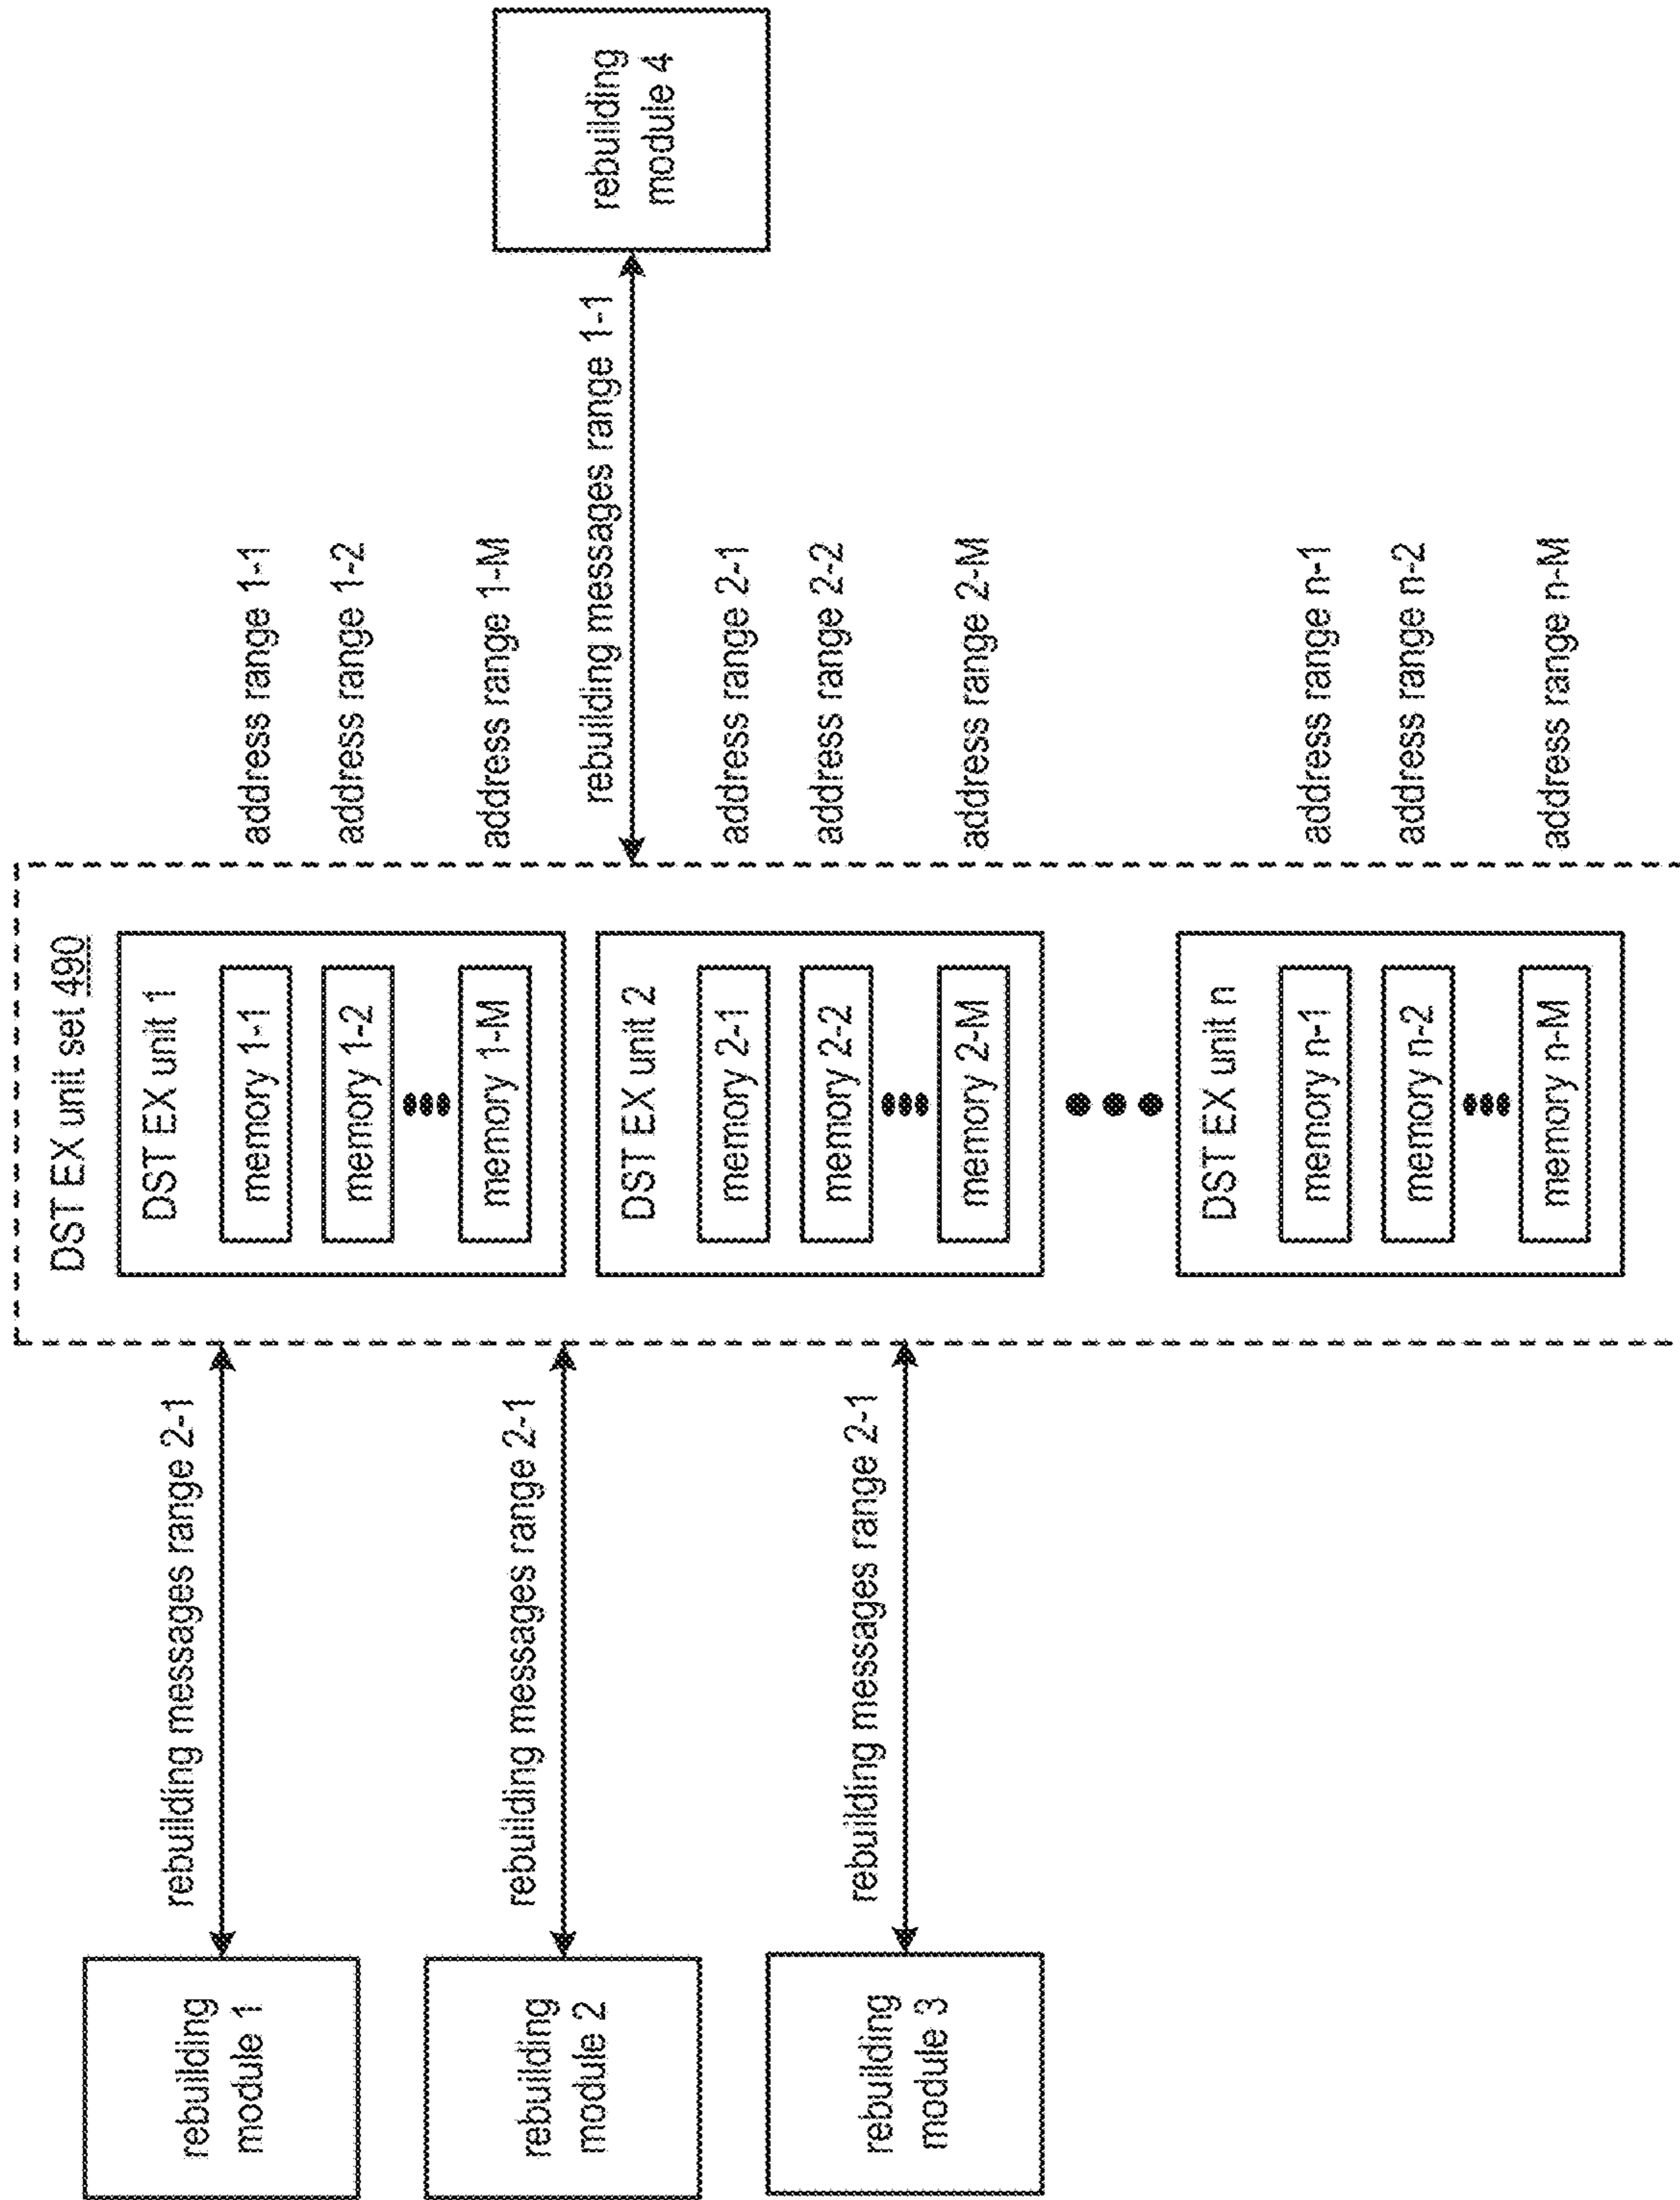 DST EX unit set 490
rebuilding
module 1
rebuilding messages range 2-1
rebuilding
module 2
rebuilding messages range 2-1
rebuilding
module 3
rebuilding messages range 2-1
DST EX unit 1
memory 1-1
memory 1-2
memory 1-M
DST EX unit 2
memory 2-1
memory 2-2
memory 2-M
DST EX unit n
memory n-1
memory n-2
memory n-M
address range 1-1
address range 1-2
address range 1-M
rebuilding messages range 1-1
address range 2-1
address range 2-2
address range 2-M
address range n-1
address range n-2
address range n-M
rebuilding
module 4